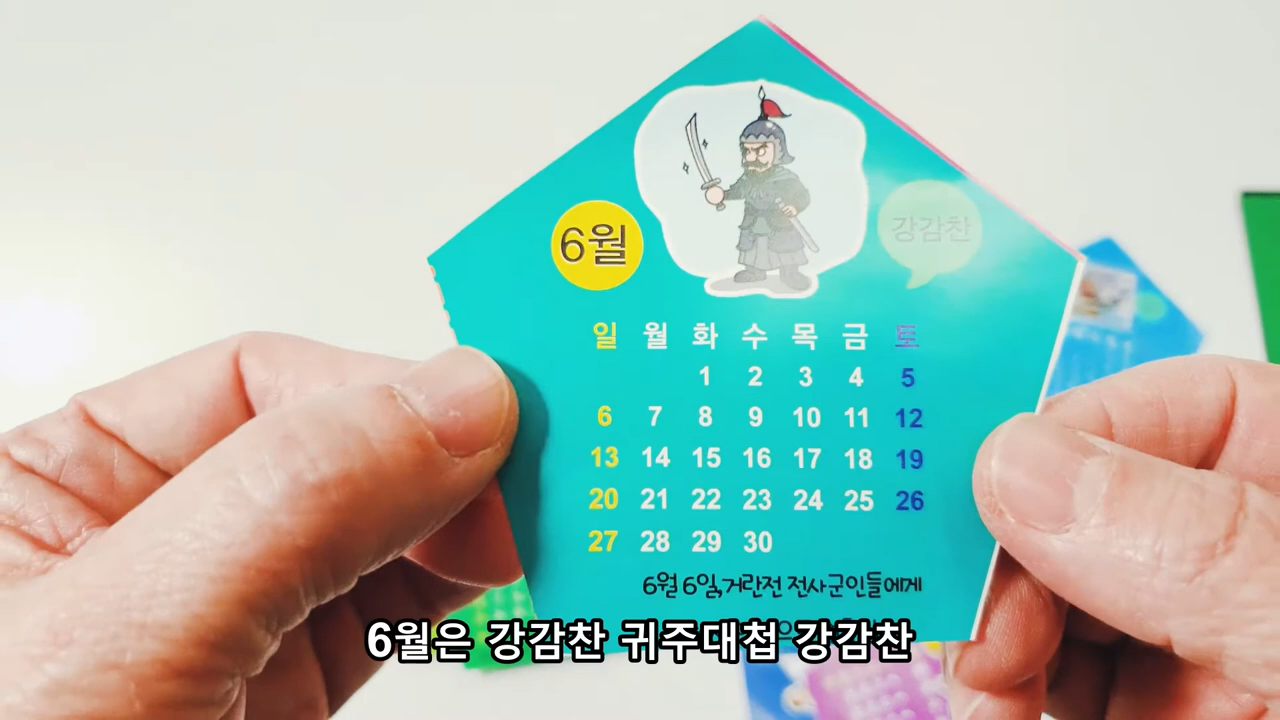 강감찬
6월
일 월 화 수 목 금 토
1 2 3 4 5
6 7 8 9 10 11 12
13 14 15 16 17 18 19
20 21 22 23 24 25 26
27 28 29 30
6월 6일, 거란전 전사군인들에게
6월은 강감찬 귀주대첩 강감찬